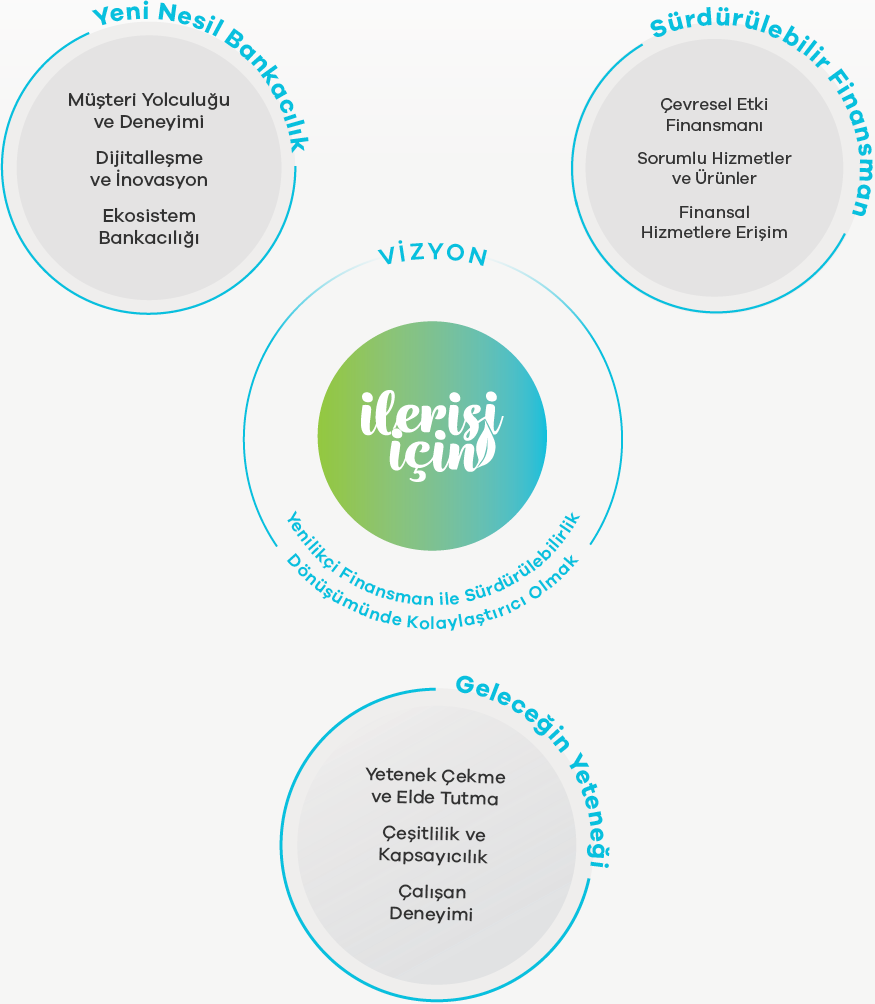 Yeni Nesil Bankacılık
Müşteri Yolculuğu
ve Deneyimi
Dijitalleşme
ve İnovasyon
Ekosistem
Bankacılığı
Sürdürülebilir Finansman
Çevresel Etki
Finansmanı
Sorumlu Hizmetler
ve Ürünler
Finansal
Hizmetlere Erişim
VİZYON
ilerisi
için
Yenilikçi Finansman ile Sürdürülebilirlik
Dönüşümünde Kolaylaştırıcı Olmak
Geleceğin Yeteneği
Yetenek Çekme
ve Elde Tutma
Çeşitlilik ve
Kapsayıcılık
Çalışan
Deneyimi